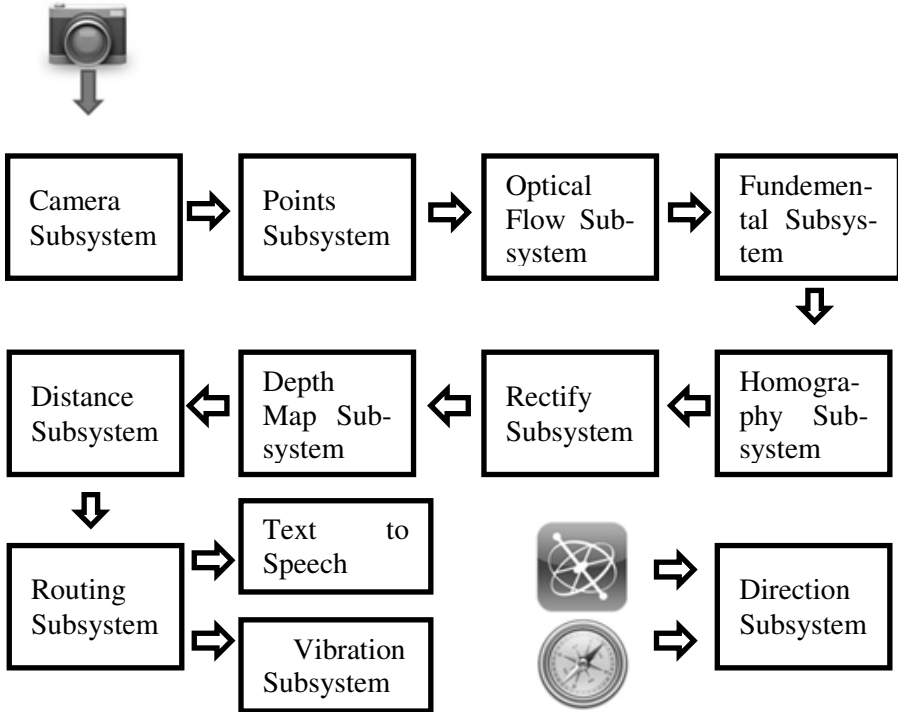 Camera
Subsystem
Points
Subsystem
Optical
Flow Sub-
system
Fundemen-
tal Subsys-
tem
Distance
Subsystem
Depth
Map Sub-
system
Rectify
Subsystem
Homogra-
phy Sub-
system
Routing
Subsystem
Text to
Speech
Vibration
Subsystem
Direction
Subsystem